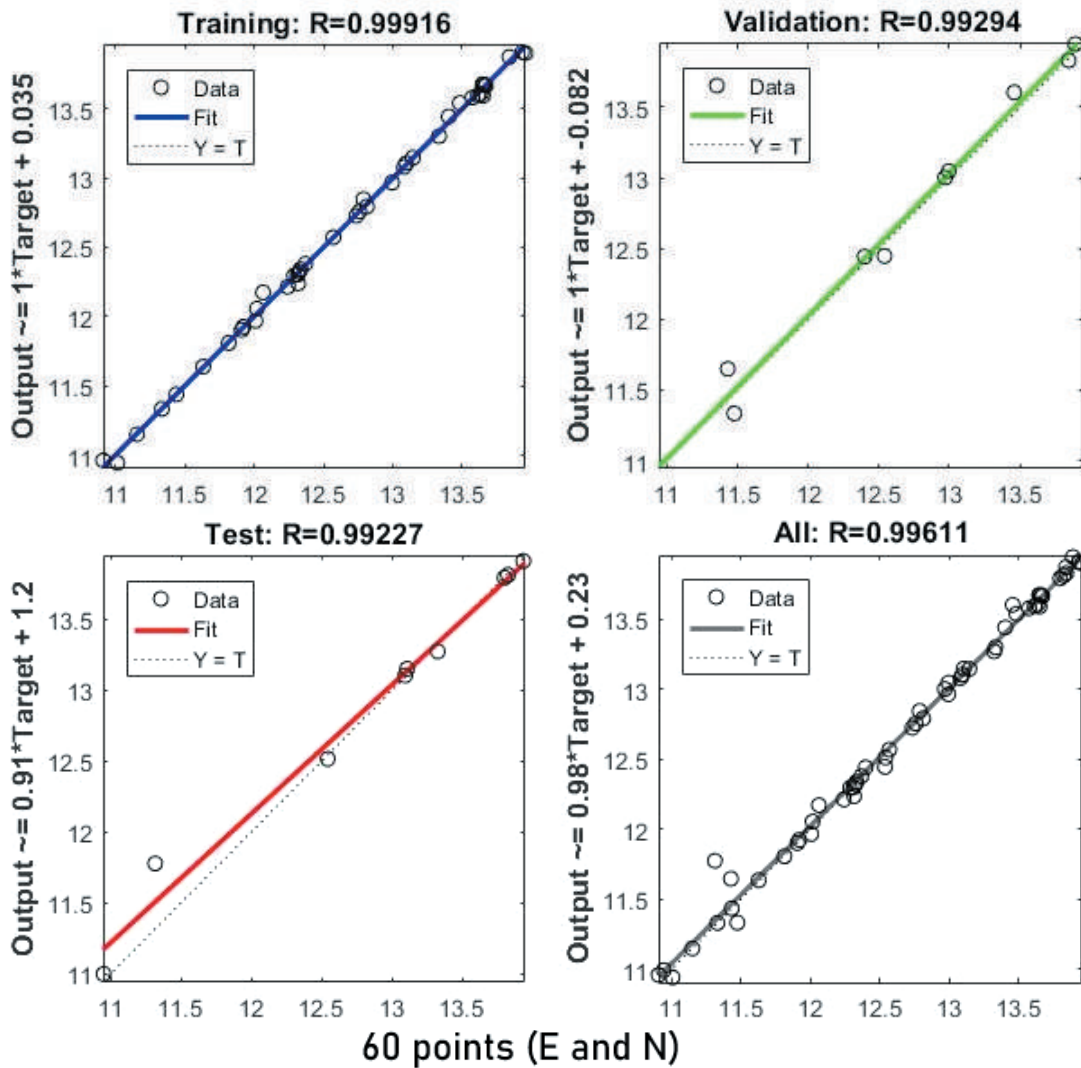 Training: R=0.99916
Output ~= 1*Target + 0.035
Data
Fit
Y = T
13.5
13
12.5
12
11.5
11
11 11.5 12 12.5 13 13.5
Validation: R=0.99294
Output ~= 1*Target + -0.082
Data
Fit
Y = T
13.5
13
12.5
12
11.5
11
11 11.5 12 12.5 13 13.5
Test: R=0.99227
Output ~= 0.91*Target + 1.2
Data
Fit
Y = T
13.5
13
12.5
12
11.5
11
11 11.5 12 12.5 13 13.5
All: R=0.99611
Output ~= 0.98*Target + 0.23
Data
Fit
Y = T
13.5
13
12.5
12
11.5
11
11 11.5 12 12.5 13 13.5
60 points (E and N)